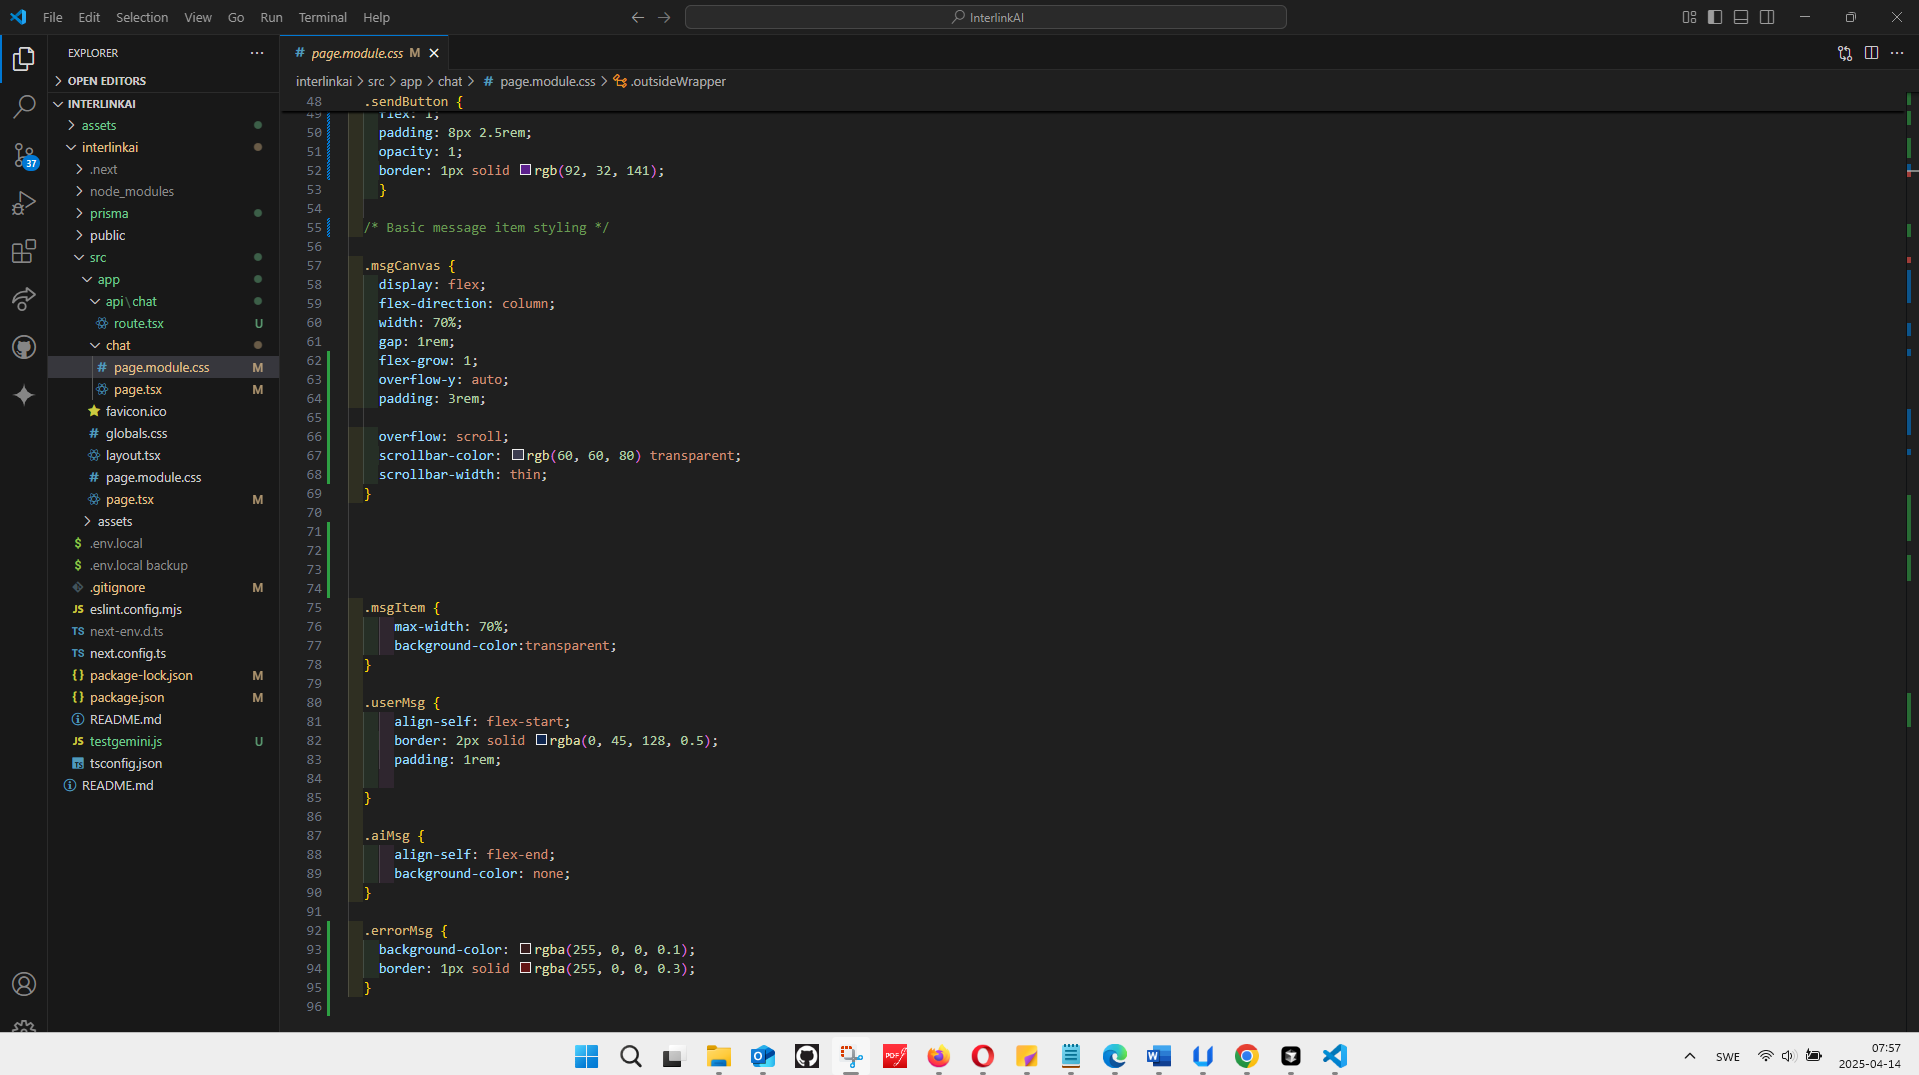 File Edit Selection View Go Run Terminal Help
InterlinkAI
EXPLORER
OPEN EDITORS
INTERLINKAI
assets
interlinkai
.next
node_modules
prisma
public
src
app
api\chat
route.tsx U
chat
page.module.css M
page.tsx M
favicon.ico
globals.css
layout.tsx
page.module.css
page.tsx M
assets
.env.local
.env.local backup
.gitignore M
eslint.config.mjs
next-env.d.ts
next.config.ts
package-lock.json M
package.json M
README.md
testgemini.js U
tsconfig.json
README.md
37
# page.module.css M
interlinkai > src > app > chat > # page.module.css > .outsideWrapper
48 .sendButton {
49 flex: 1;
50 padding: 8px 2.5rem;
51 opacity: 1;
52 border: 1px solid rgb(92, 32, 141);
53 }
54
55 /* Basic message item styling */
56
57 .msgCanvas {
58 display: flex;
59 flex-direction: column;
60 width: 70%;
61 gap: 1rem;
62 flex-grow: 1;
63 overflow-y: auto;
64 padding: 3rem;
65
66 overflow: scroll;
67 scrollbar-color: rgb(60, 60, 80) transparent;
68 scrollbar-width: thin;
69 }
70
71
72
73
74
75 .msgItem {
76 max-width: 70%;
77 background-color:transparent;
78 }
79
80 .userMsg {
81 align-self: flex-start;
82 border: 2px solid rgba(0, 45, 128, 0.5);
83 padding: 1rem;
84
85 }
86
87 .aiMsg {
88 align-self: flex-end;
89 background-color: none;
90 }
91
92 .errorMsg {
93 background-color: rgba(255, 0, 0, 0.1);
94 border: 1px solid rgba(255, 0, 0, 0.3);
95 }
96
SWE
07:57
2025-04-14